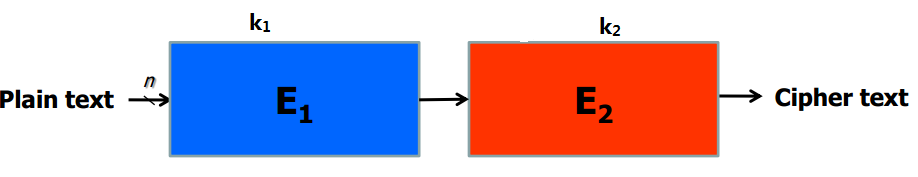 k₁
k₂
n
Plain text
E₁
E₂
Cipher text